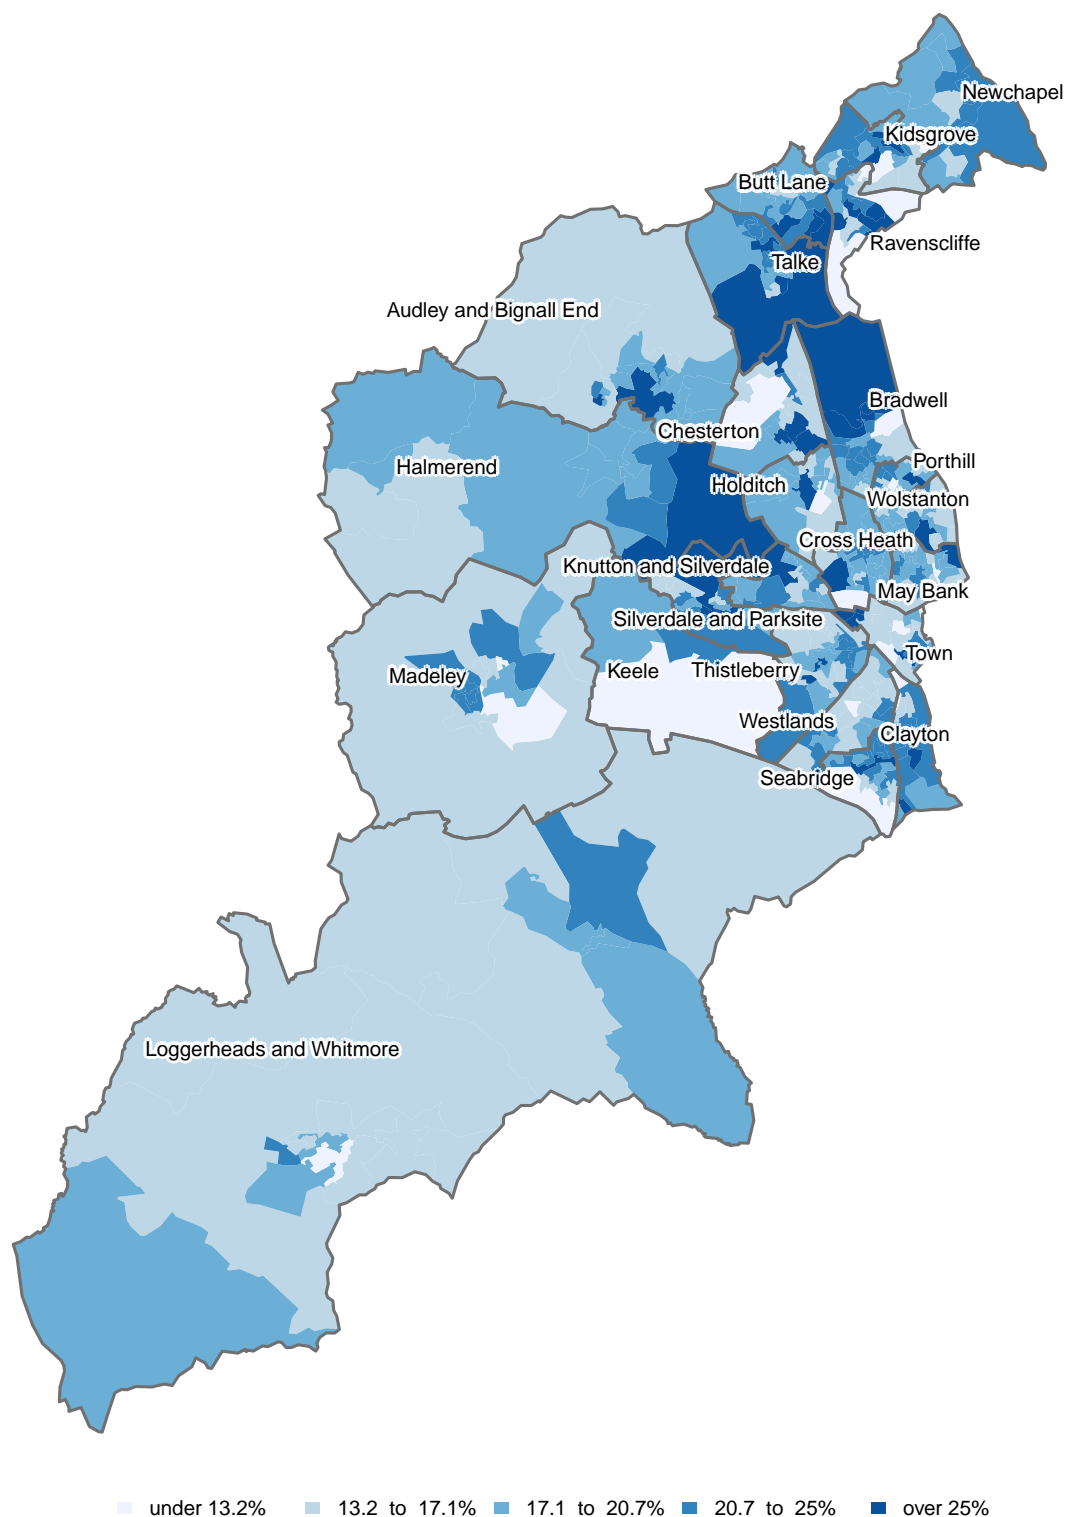 Newchapel
Kidsgrove
Butt Lane
Ravenscliffe
Talke
Audley and Bignall End
Bradwell
Chesterton
Porthill
Halmerend
Holditch
Wolstanton
Cross Heath
Knutton and Silverdale
May Bank
Silverdale and Parksite
Town
Keele
Thistleberry
Madeley
Westlands
Clayton
Seabridge
Loggerheads and Whitmore
under 13.2% 13.2 to 17.1% 17.1 to 20.7% 20.7 to 25% over 25%